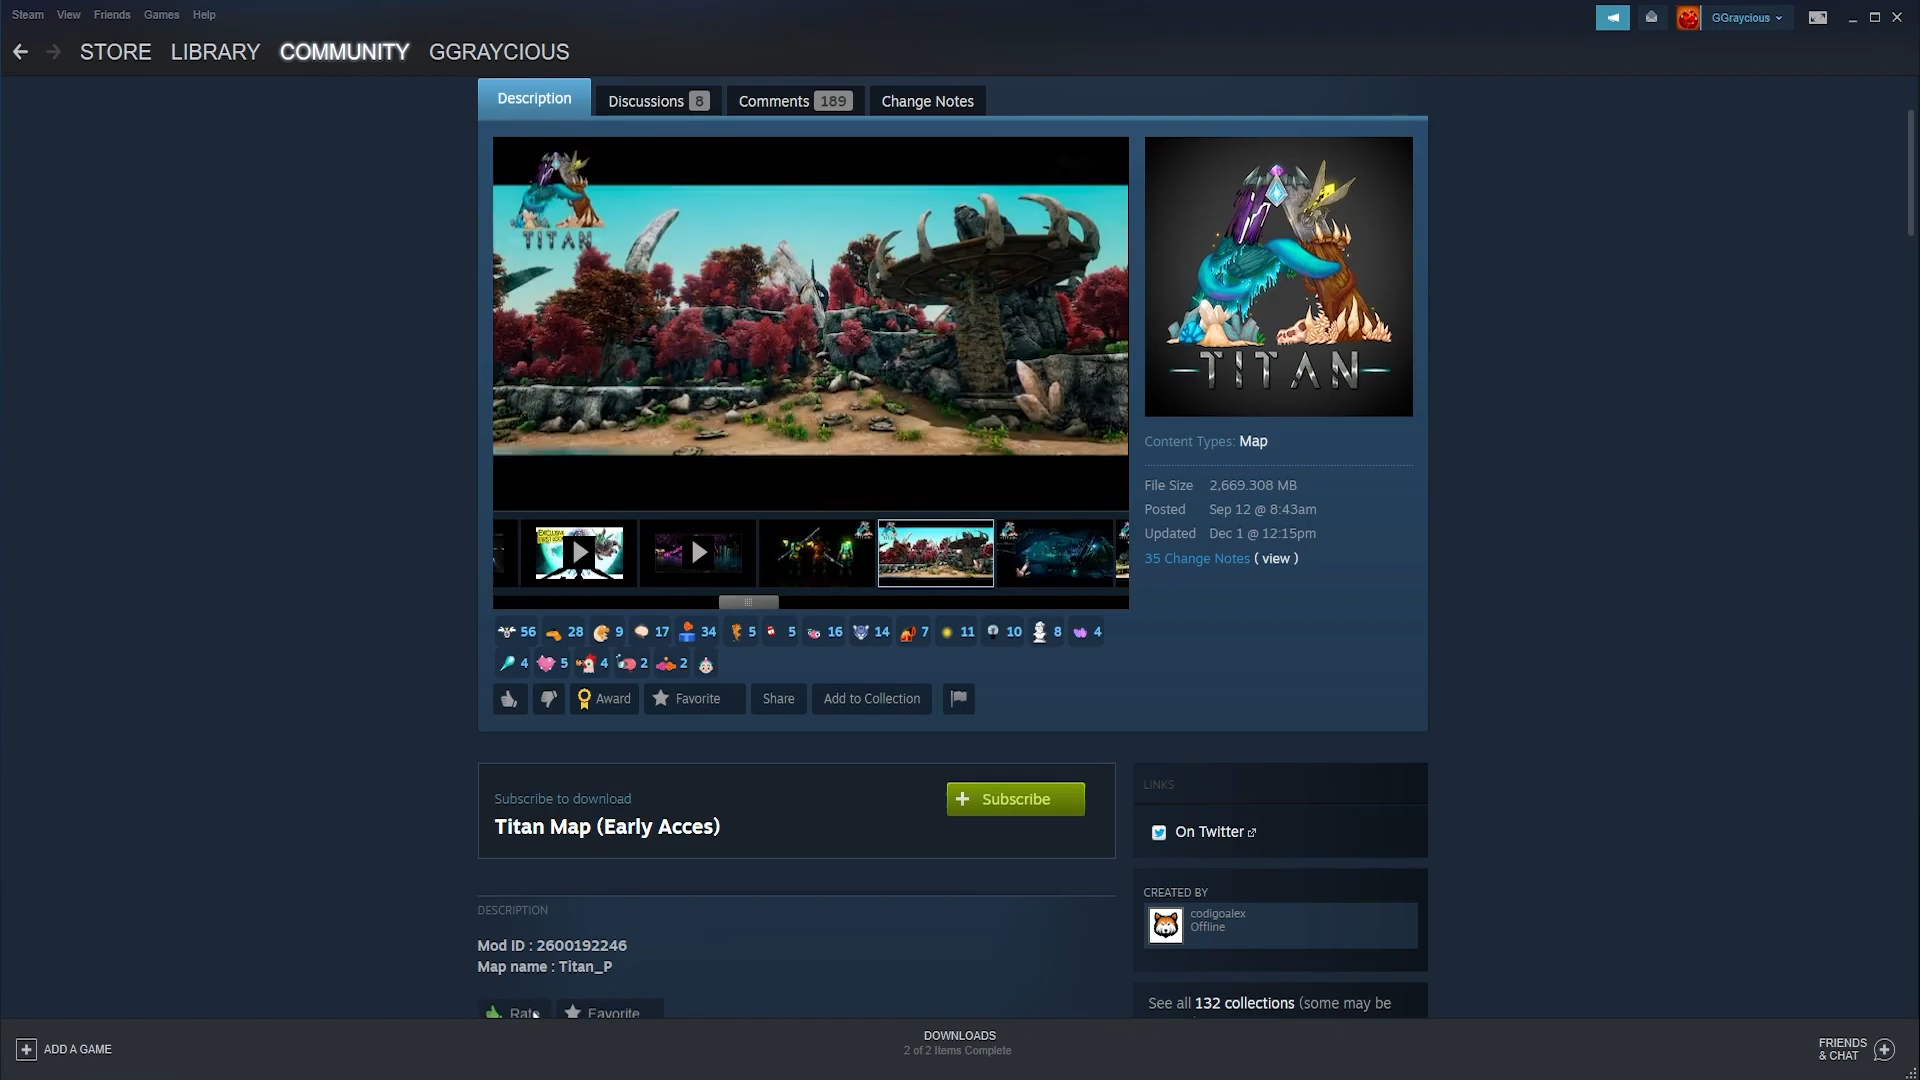 Steam View Friends Games Help
GGraycious
STORE LIBRARY COMMUNITY GGRAYCIOUS
Description Discussions 8 Comments 189 Change Notes
TITAN
TITAN
Content Types: Map
File Size 2,669.308 MB
Posted Sep 12 @ 8:43am
Updated Dec 1 @ 12:15pm
35 Change Notes ( view )
56 28 9 17 34 5 5 16 14 7 11 10 8 4
4 5 4 2 2
Award Favorite Share Add to Collection
Subscribe to download
Titan Map (Early Acces)
Subscribe
LINKS
On Twitter
CREATED BY
codigoalex
Offline
DESCRIPTION
Mod ID : 2600192246
Map name : Titan_P
Rate Favorite
See all 132 collections (some may be
ADD A GAME
DOWNLOADS
2 of 2 Items Complete
FRIENDS
& CHAT